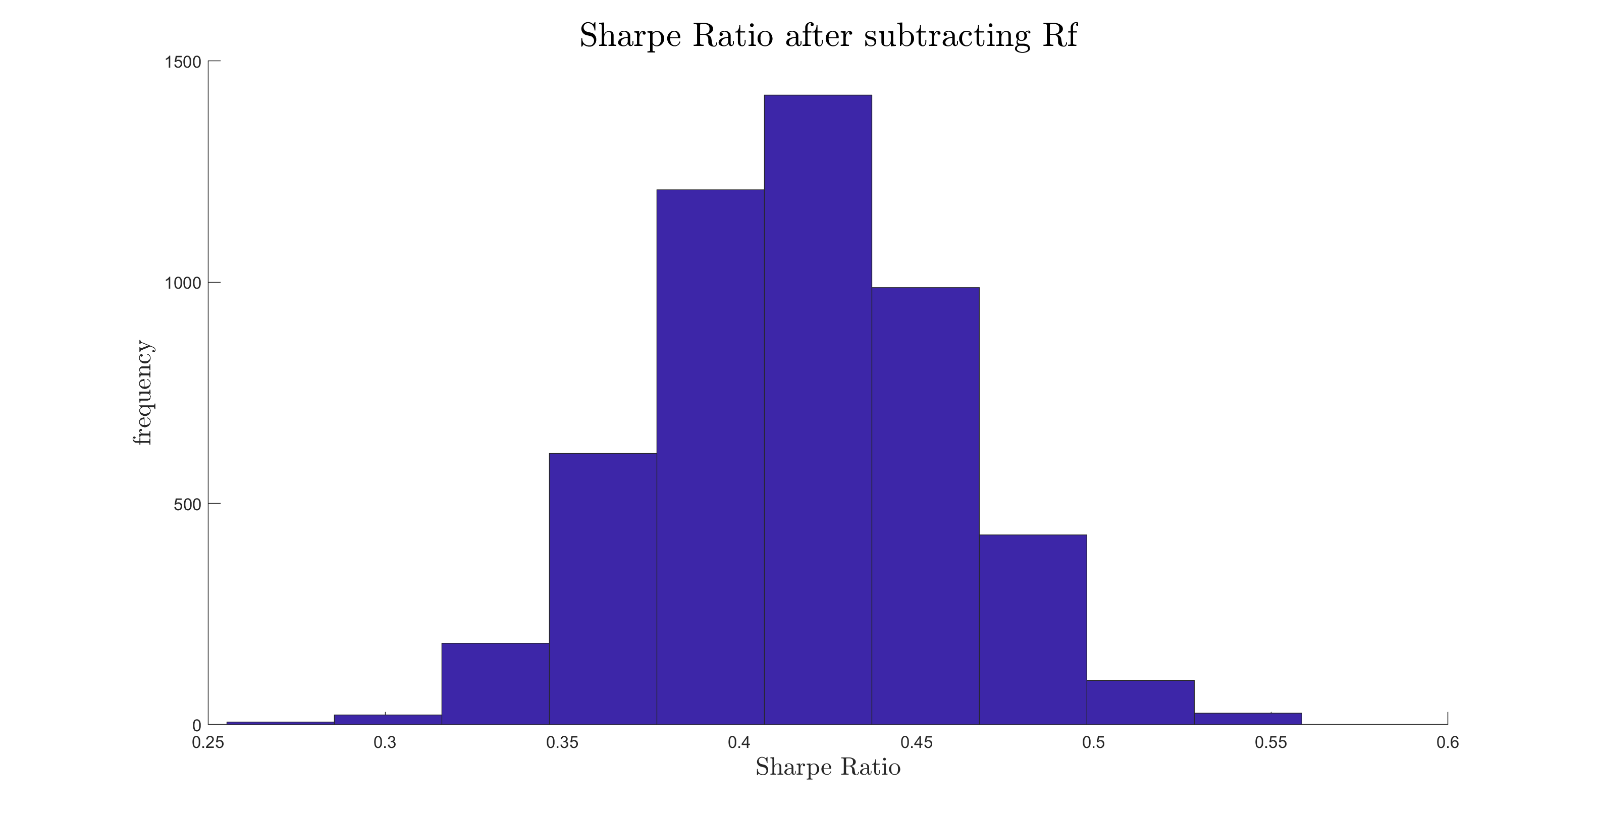 Sharpe Ratio after subtracting Rf
1500
1000
500
0
frequency
0.25 0.3 0.35 0.4 0.45 0.5 0.55 0.6
Sharpe Ratio